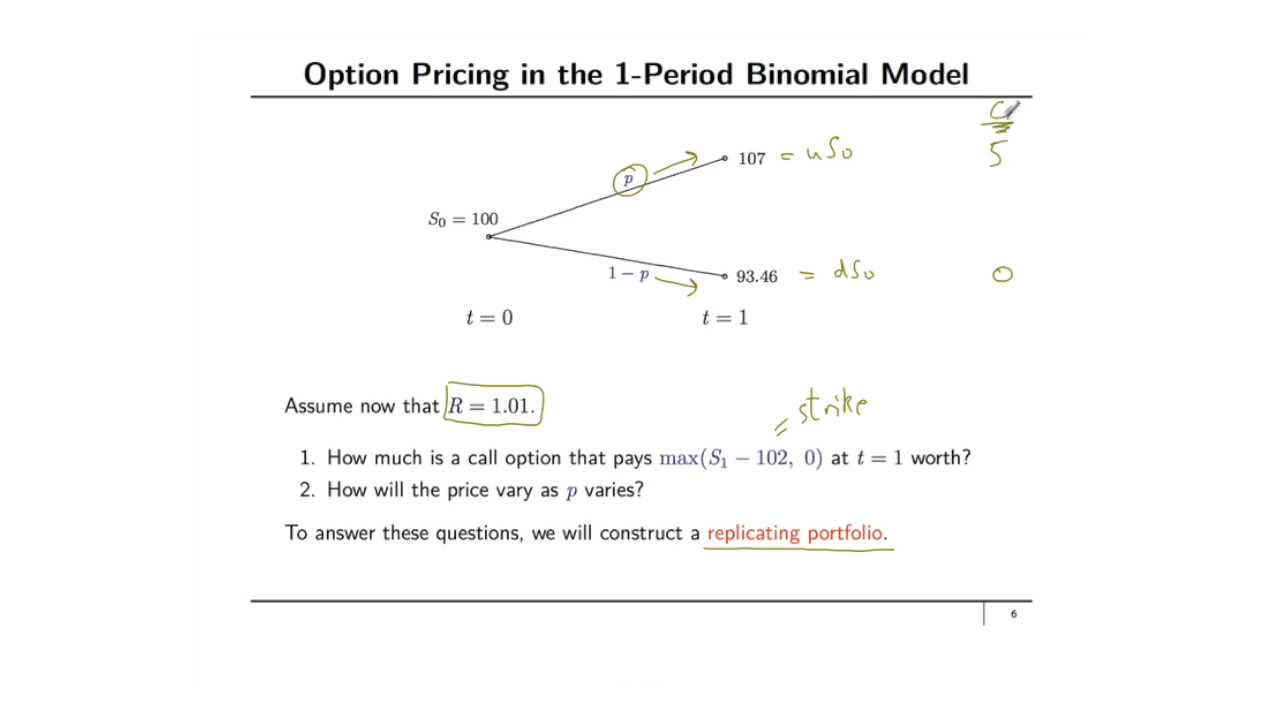 Option Pricing in the 1-Period Binomial Model
5
p
107 = uS₀
S₀ = 100
1 − p
93.46 = dS₀
0
t = 0
t = 1
Assume now that R = 1.01.
strike
1. How much is a call option that pays max(S₁ − 102, 0) at t = 1 worth?
2. How will the price vary as p varies?
To answer these questions, we will construct a replicating portfolio.
6